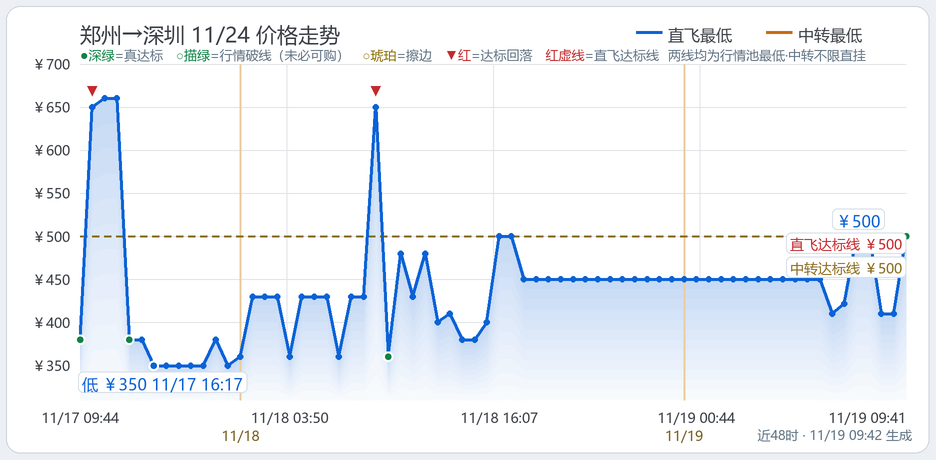 郑州→深圳 11/24 价格走势
直飞最低 中转最低
●深绿=真达标 ○描绿=行情破线（未必可购） ○琥珀=擦边 ▼红=达标回落 红虚线=直飞达标线 两线均为行情池最低·中转不限直挂
¥700
¥650
¥600
¥550
¥500
¥450
¥400
¥350
¥500
直飞达标线 ¥500
中转达标线 ¥500
低 ¥350 11/17 16:17
11/17 09:44 11/18 03:50 11/18 16:07 11/19 00:44 11/19 09:41
11/18 11/19
近48时 · 11/19 09:42 生成